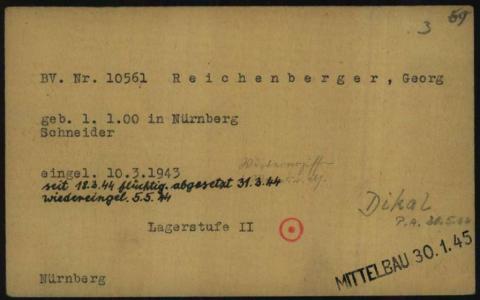 3 59
BV. Nr. 10561 Reichenberger, Georg
geb. 1. 1.00 in Nürnberg
Schneider
eingel. 10.3.1943
seit 18.3.44 flüchtig. abgesetzt 31.3.44
wiedereingel. 5.5.44
Dikal
P.A.
Lagerstufe II
MITTELBAU 30.1.45
Nürnberg